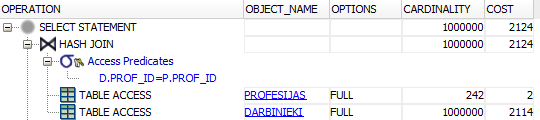 OPERATION OBJECT_NAME OPTIONS CARDINALITY COST
SELECT STATEMENT 1000000 2124
HASH JOIN 1000000 2124
Access Predicates
D.PROF_ID=P.PROF_ID
TABLE ACCESS PROFESIJAS FULL 242 2
TABLE ACCESS DARBINIEKI FULL 1000000 2114